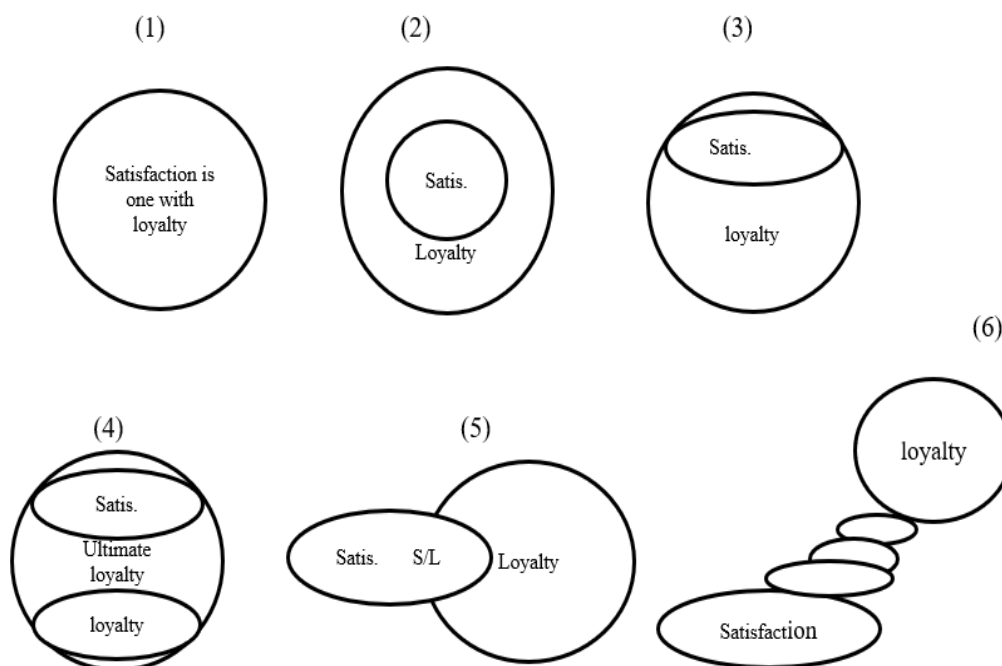 (1)
(2)
(3)
Satisfaction is
one with
loyalty
Satis.
Loyalty
Satis.
loyalty
(4)
(5)
(6)
Satis.
Ultimate
loyalty
loyalty
Satis. S/L Loyalty
loyalty
Satisfaction